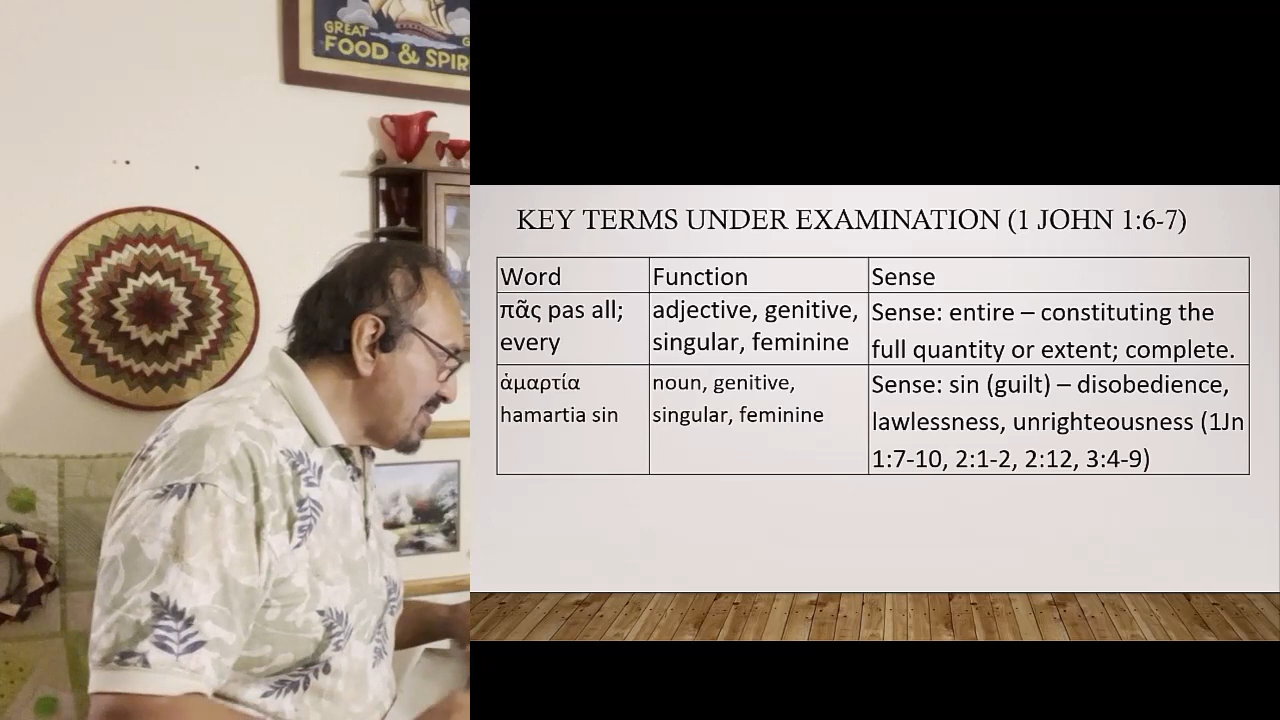 GREAT
FOOD & SPIR
KEY TERMS UNDER EXAMINATION (1 JOHN 1:6-7)
Word Function Sense
πᾶς pas all; adjective, genitive, Sense: entire – constituting the
every singular, feminine full quantity or extent; complete.
ἁμαρτία noun, genitive, Sense: sin (guilt) – disobedience,
hamartia sin singular, feminine lawlessness, unrighteousness (1Jn
1:7-10, 2:1-2, 2:12, 3:4-9)